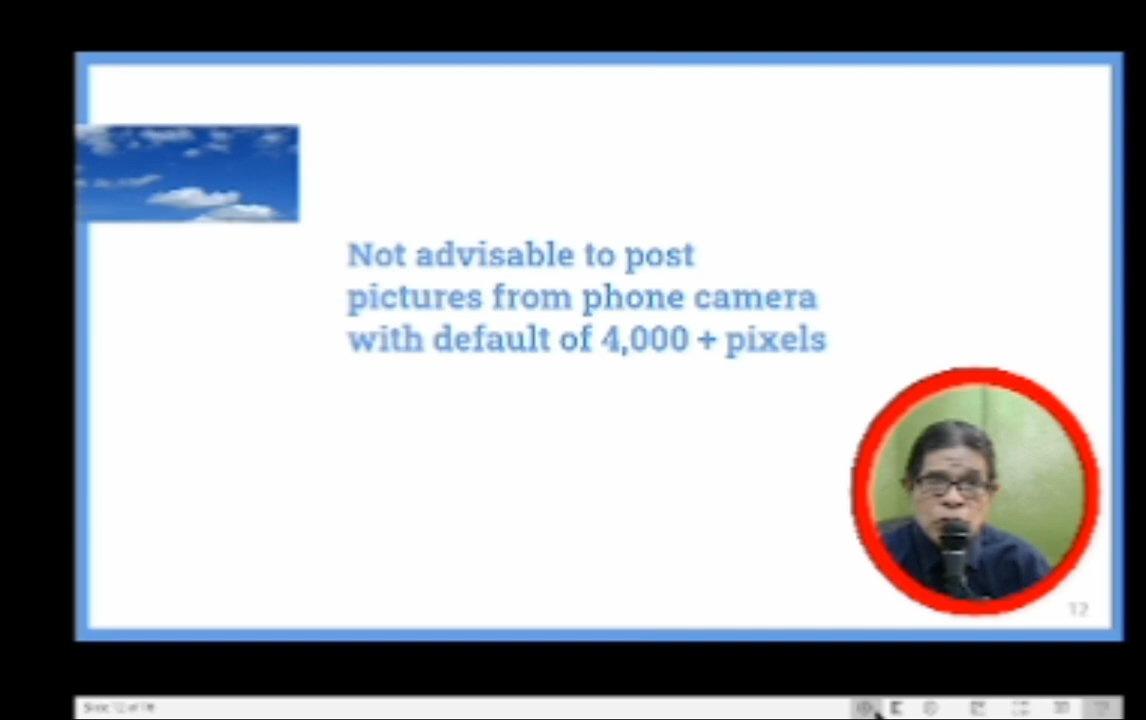 Not advisable to post
pictures from phone camera
with default of 4,000 + pixels
12